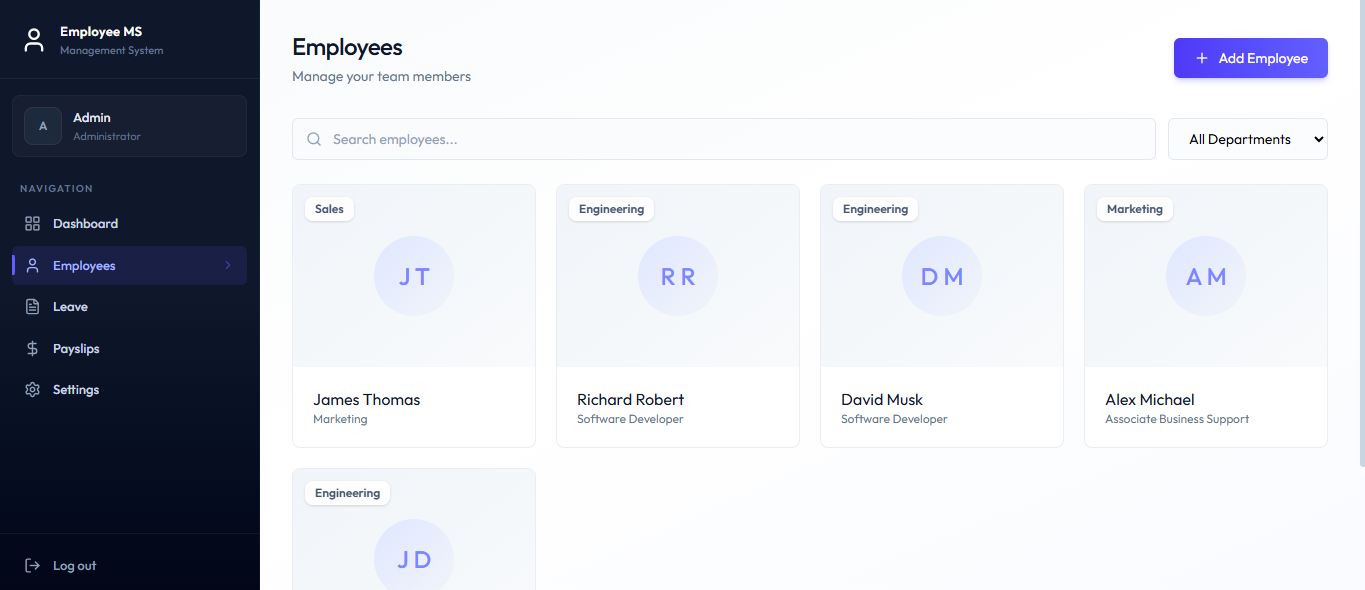 Employee MS
Management System
A
Admin
Administrator
NAVIGATION
Dashboard
Employees
Leave
Payslips
Settings
Log out
Employees
Manage your team members
Add Employee
Search employees...
All Departments
Sales
JT
James Thomas
Marketing
Engineering
RR
Richard Robert
Software Developer
Engineering
DM
David Musk
Software Developer
Marketing
AM
Alex Michael
Associate Business Support
Engineering
JD